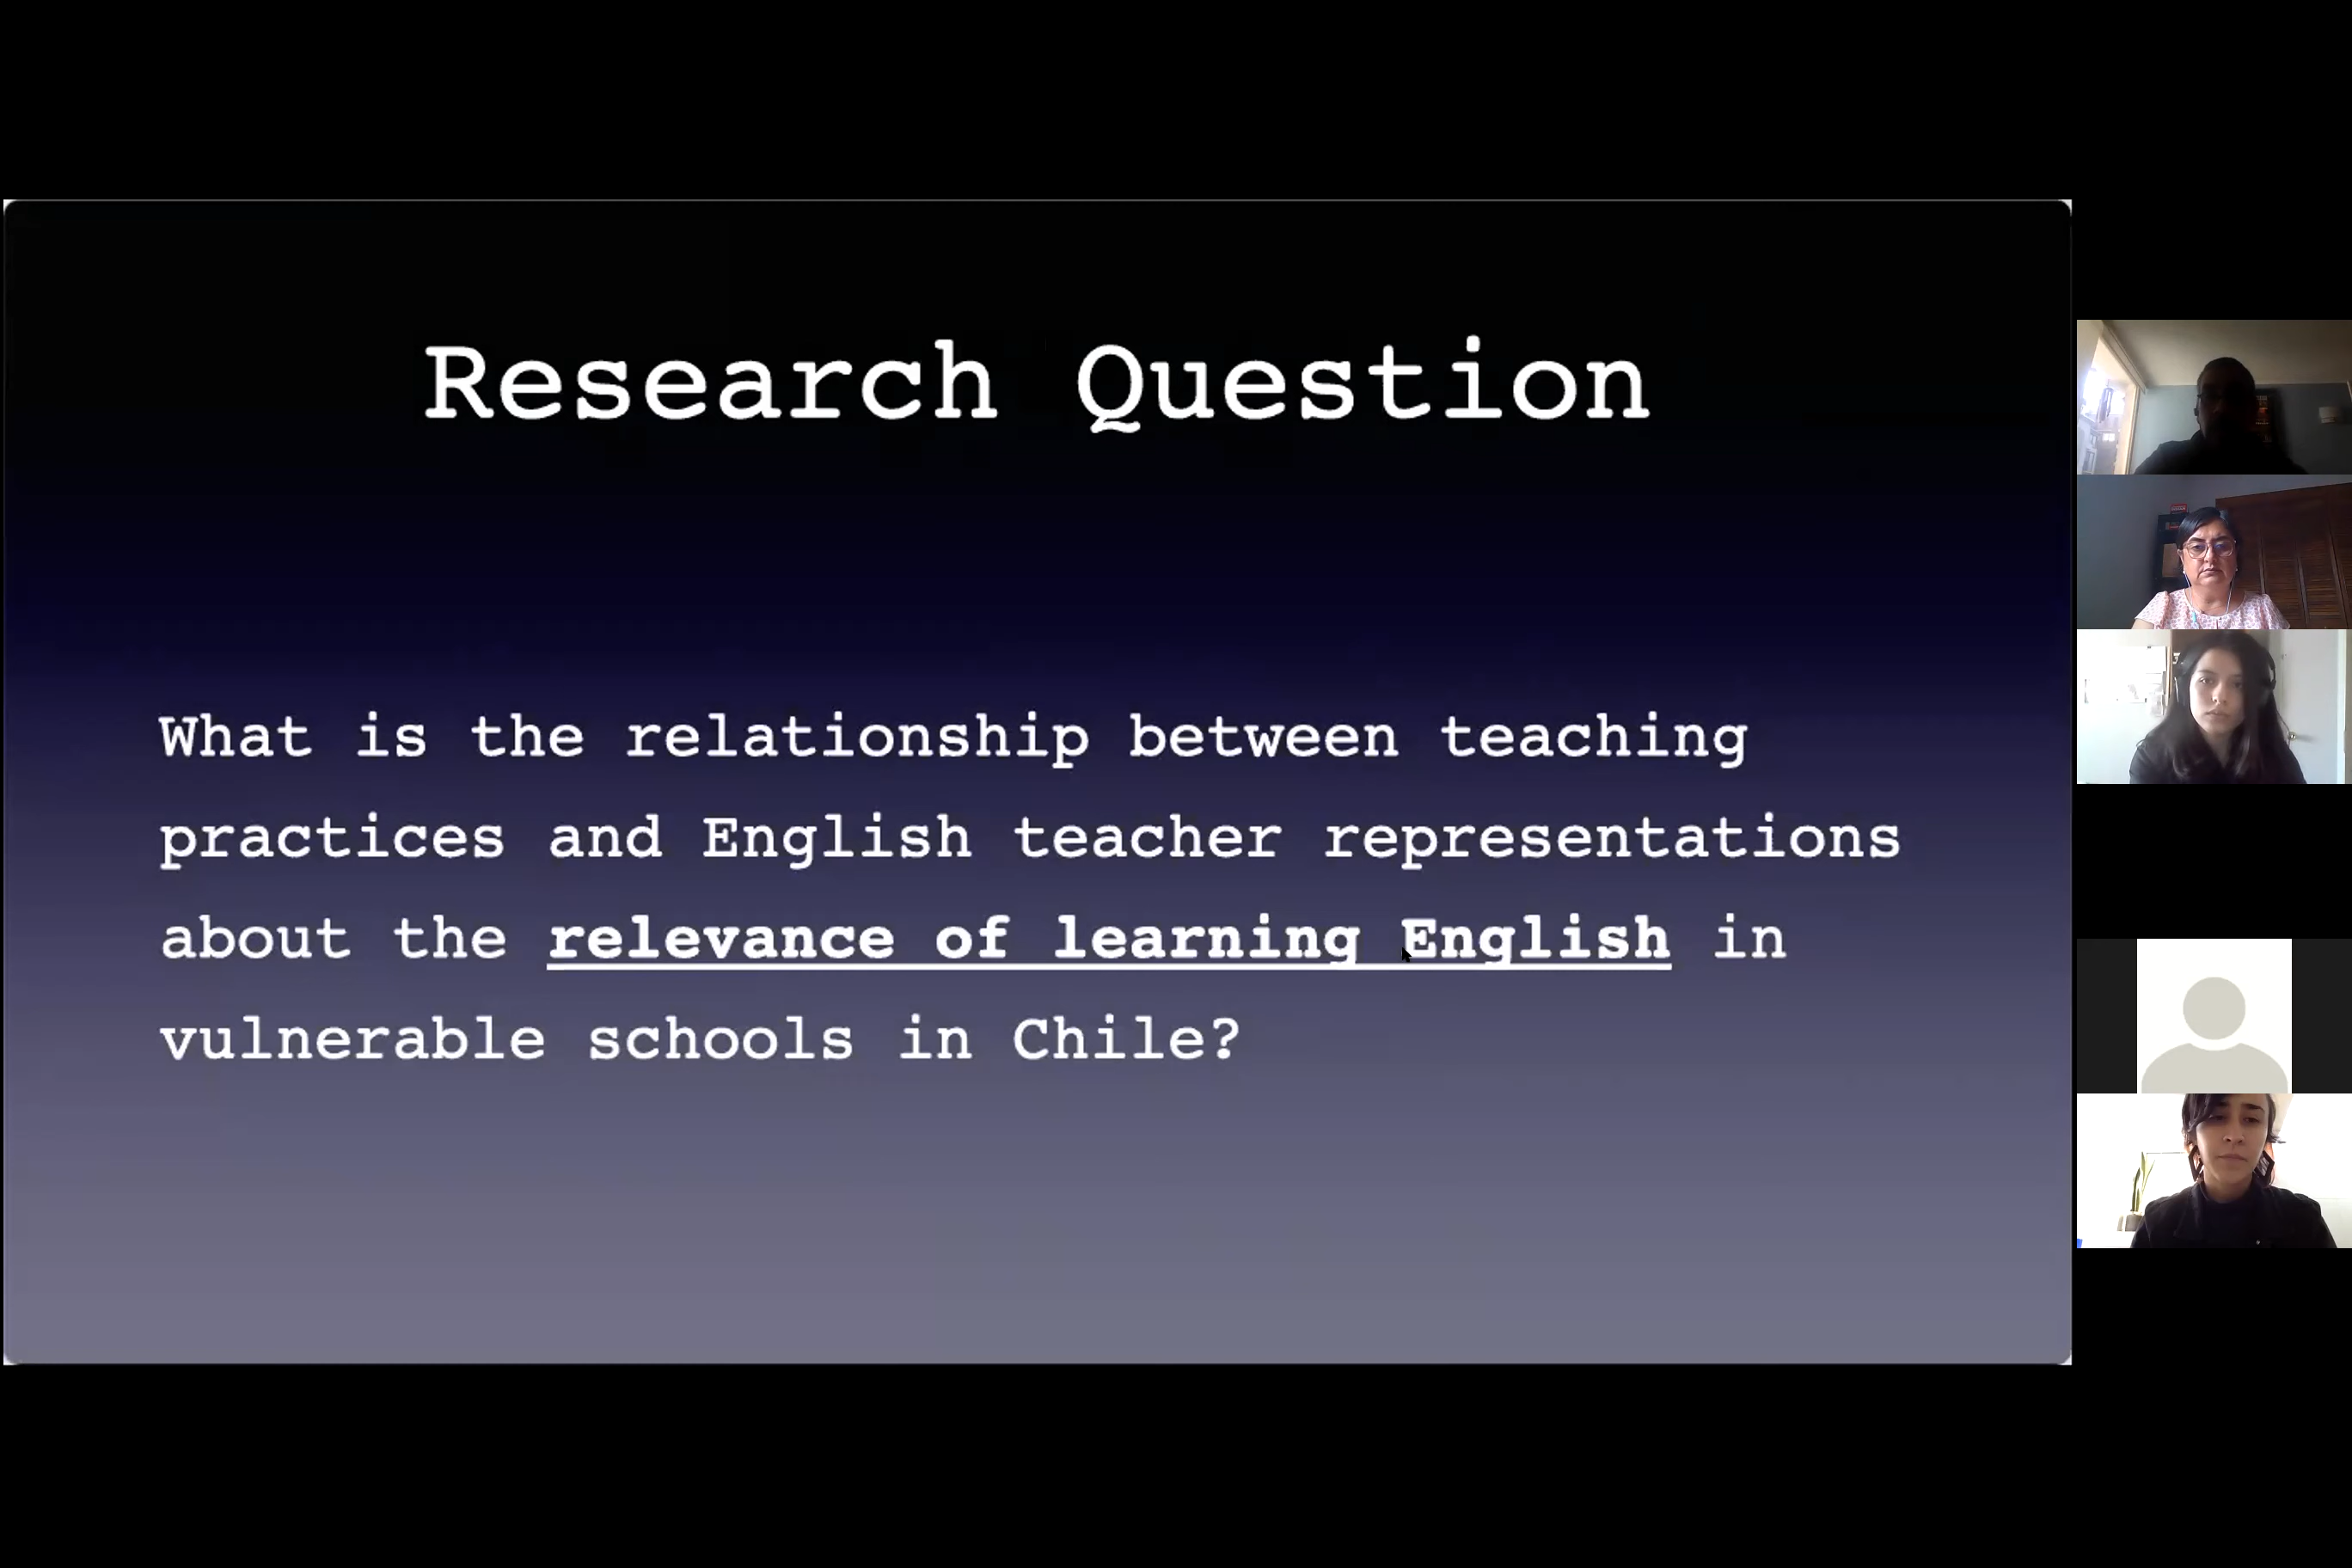 Research Question
What is the relationship between teaching
practices and English teacher representations
about the relevance of learning English in
vulnerable schools in Chile?